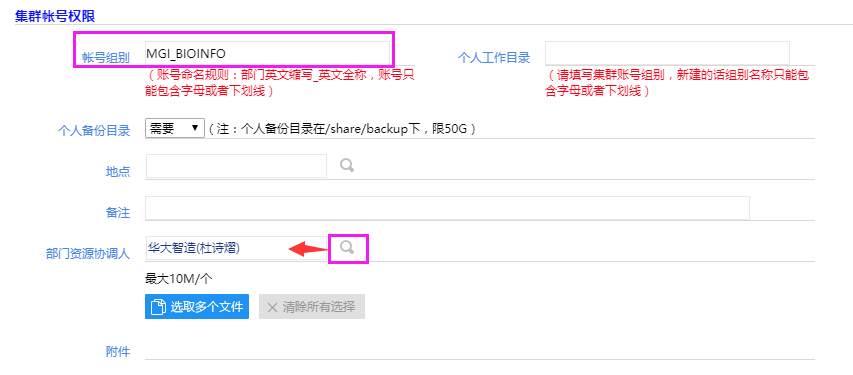 集群帐号权限
帐号组别 MGI_BIOINFO 个人工作目录
（账号命名规则：部门英文缩写_英文全称，账号只能包含字母或者下划线）
（请填写集群账号组别，新建的话组别名称只能包含字母或者下划线）
个人备份目录 需要 （注：个人备份目录在/share/backup下，限50G）
地点
备注
部门资源协调人 华大智造(杜诗熠)
最大10M/个
选取多个文件 清除所有选择
附件